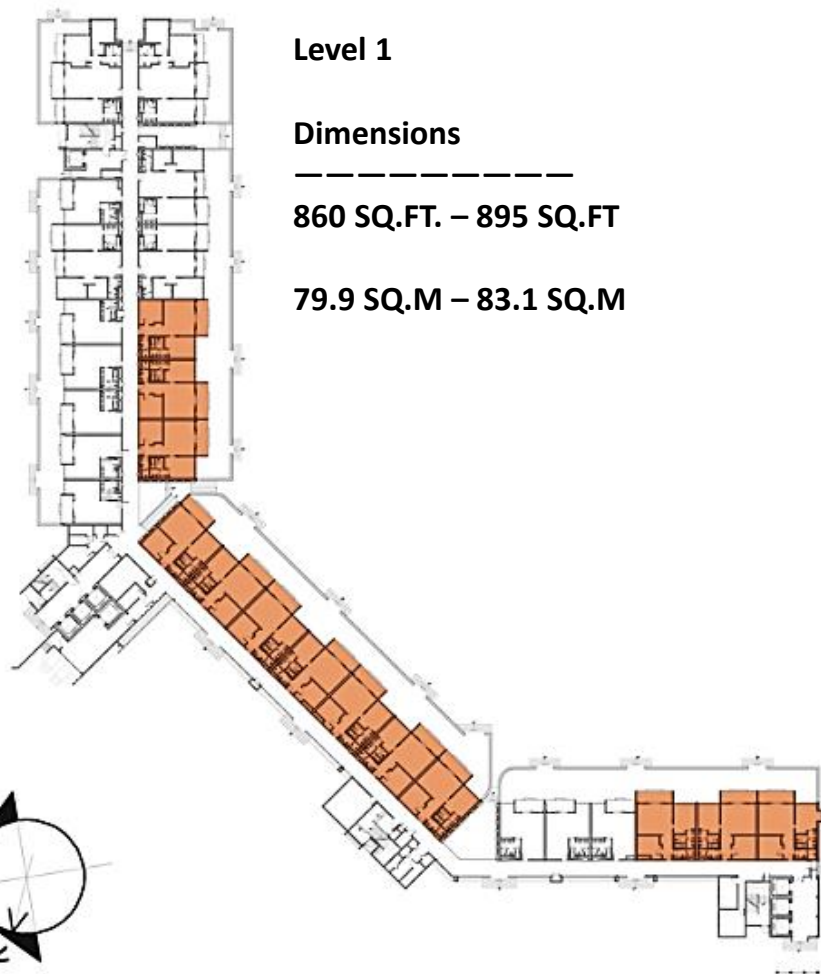 Level 1
Dimensions
—————————
860 SQ.FT. – 895 SQ.FT
79.9 SQ.M – 83.1 SQ.M